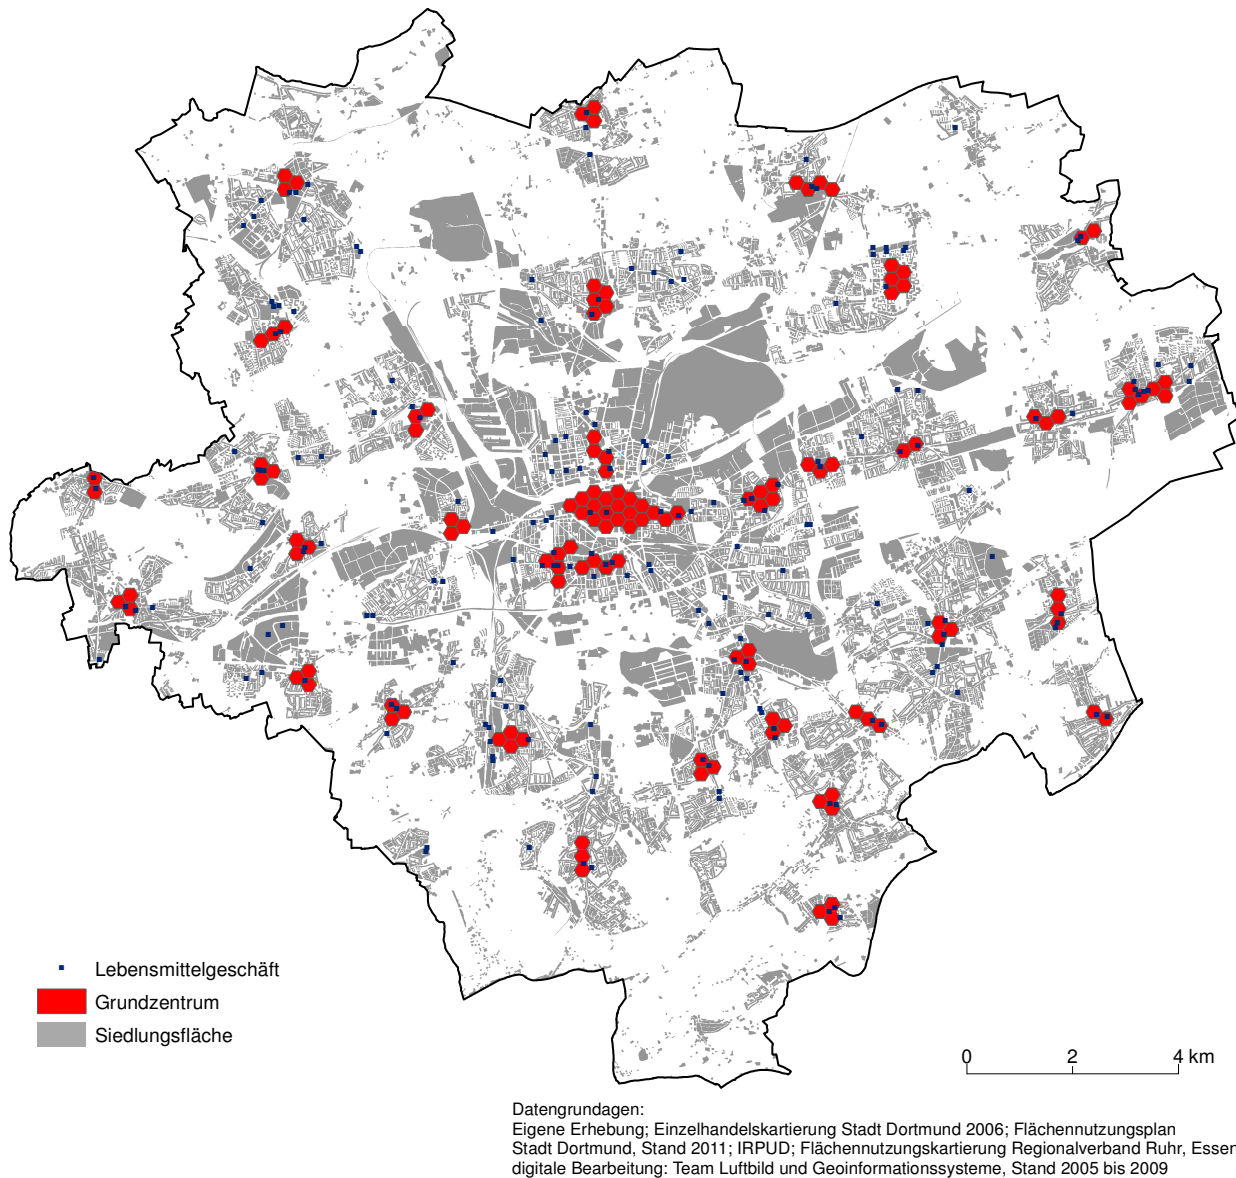 Lebensmittelgeschäft
Grundzentrum
Siedlungsfläche
0 2 4 km
Datengrundagen:
Eigene Erhebung; Einzelhandelskartierung Stadt Dortmund 2006; Flächennutzungsplan
Stadt Dortmund, Stand 2011; IRPUD; Flächennutzungskartierung Regionalverband Ruhr, Essen
digitale Bearbeitung: Team Luftbild und Geoinformationssysteme, Stand 2005 bis 2009